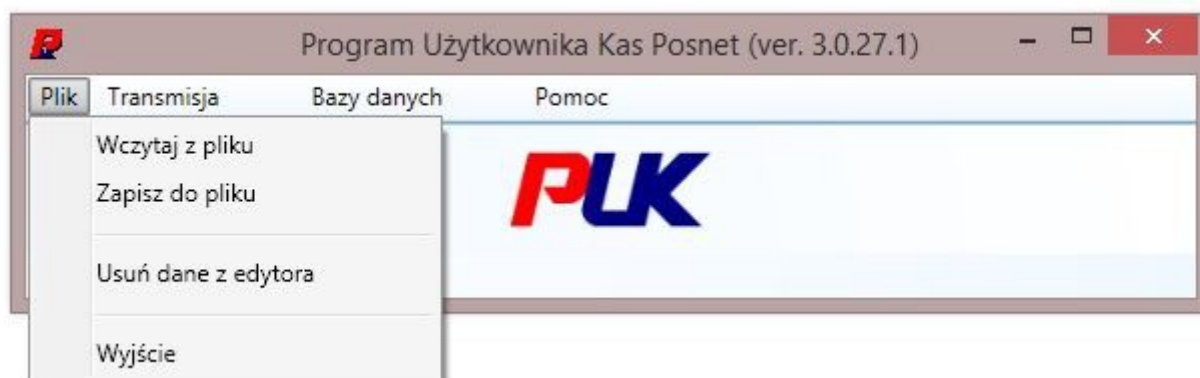 Program Użytkownika Kas Posnet (ver. 3.0.27.1)
Plik Transmisja Bazy danych Pomoc
Wczytaj z pliku
PUK
Zapisz do pliku
Usuń dane z edytora
Wyjście